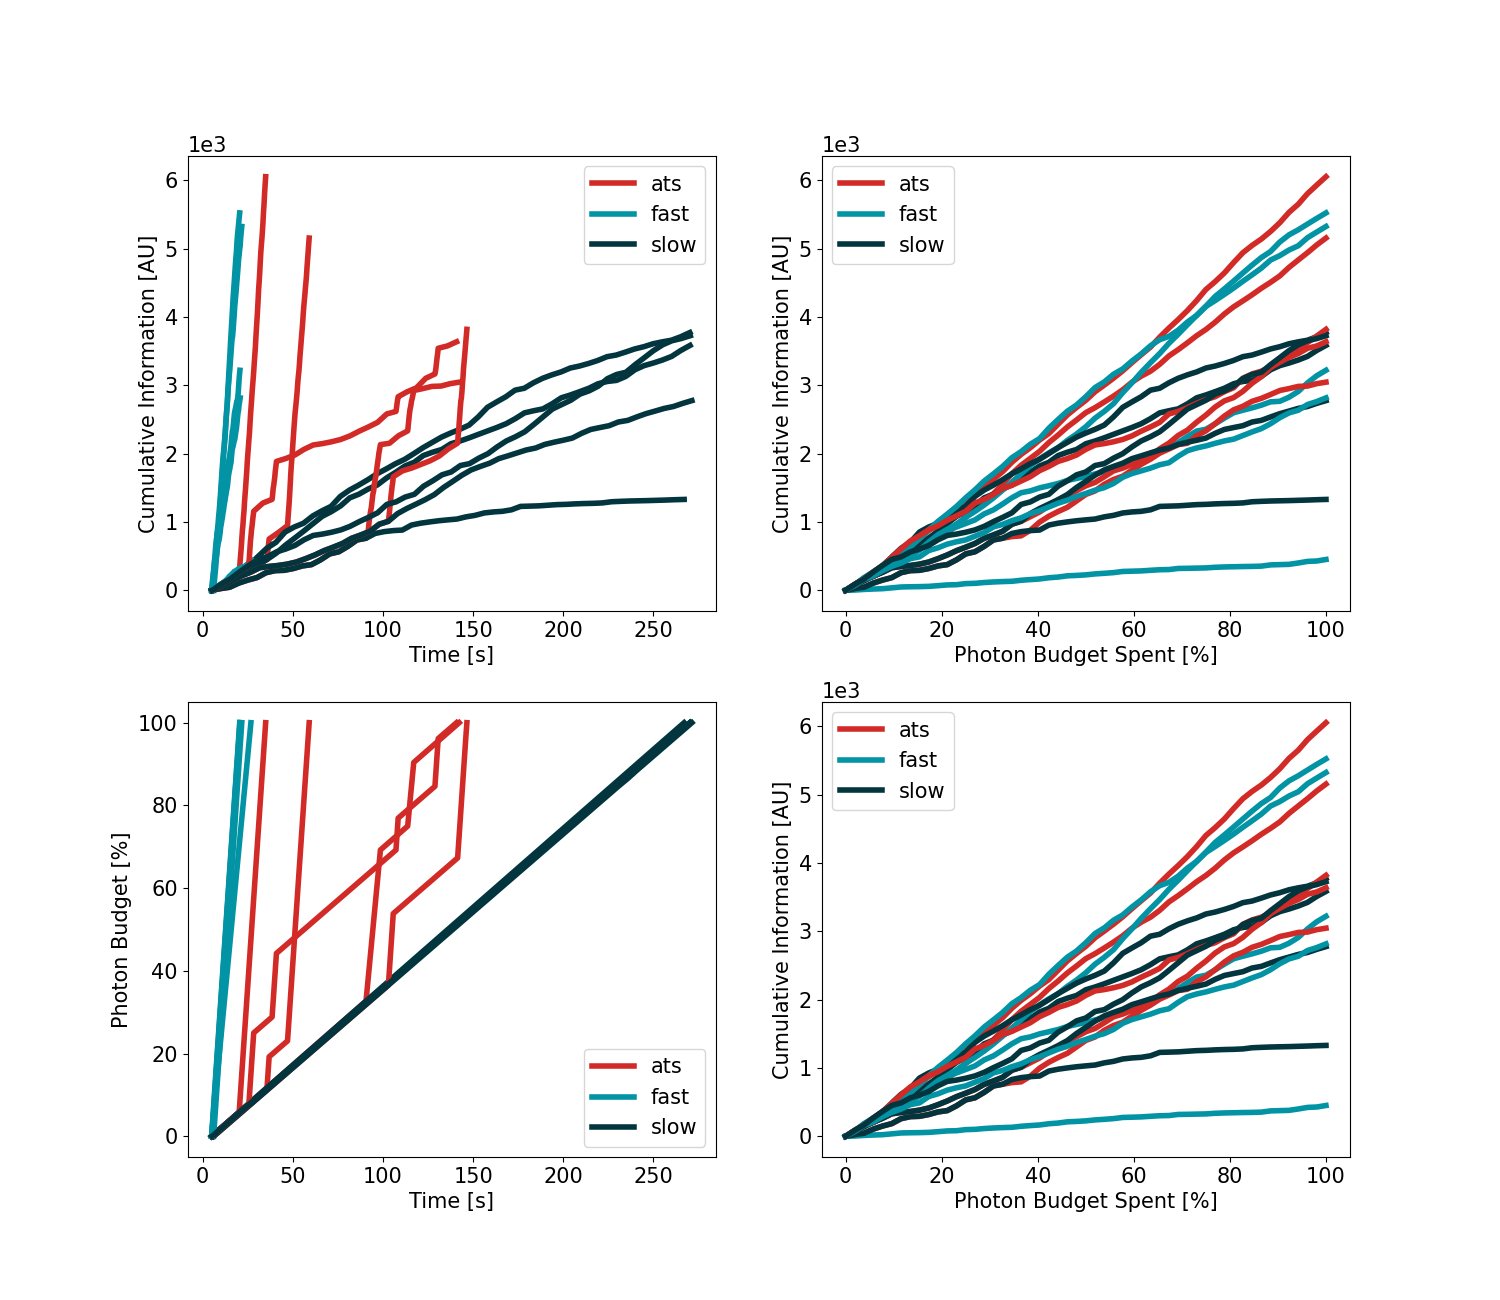 1e3
Cumulative Information [AU]
6
5
4
3
2
1
0
0 50 100 150 200 250
Time [s]
ats
fast
slow
1e3
Cumulative Information [AU]
6
5
4
3
2
1
0
0 20 40 60 80 100
Photon Budget Spent [%]
ats
fast
slow
Photon Budget [%]
100
80
60
40
20
0
0 50 100 150 200 250
Time [s]
ats
fast
slow
1e3
Cumulative Information [AU]
6
5
4
3
2
1
0
0 20 40 60 80 100
Photon Budget Spent [%]
ats
fast
slow